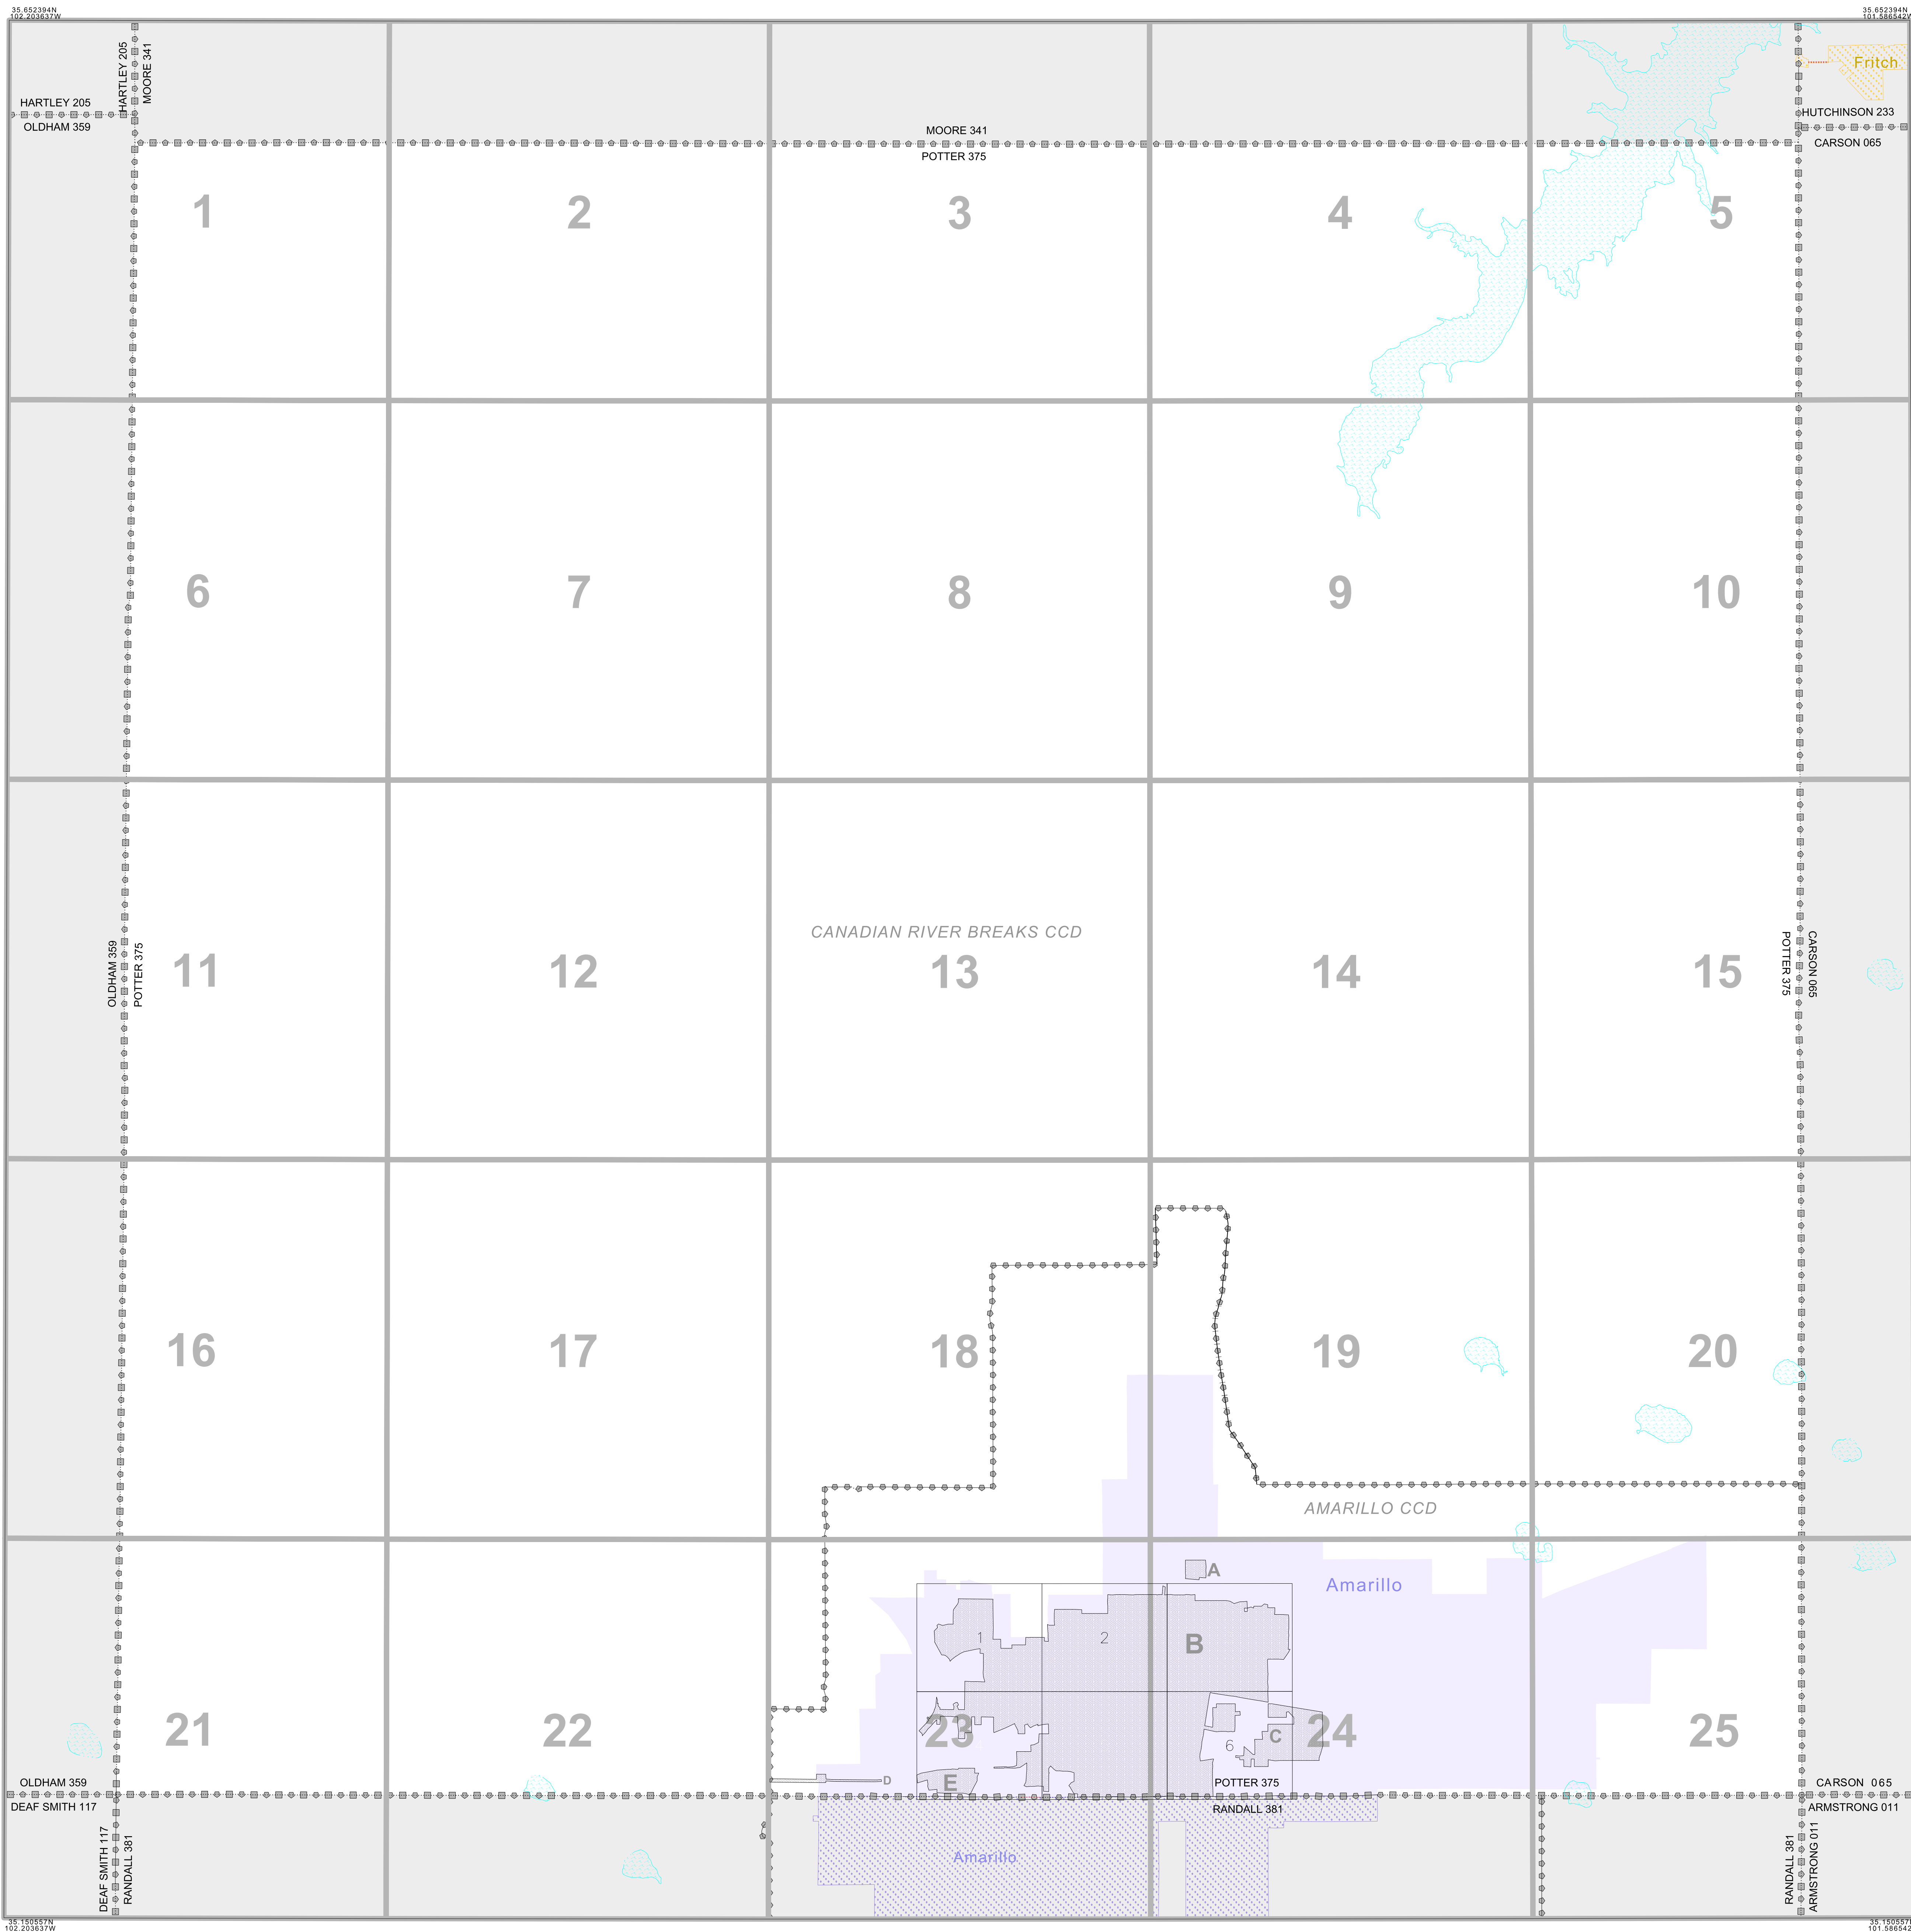 35.652394N
102.203637W
35.652394N
101.586542W
HARTLEY 205
MOORE 341
Fritch
HARTLEY 205
OLDHAM 359
HUTCHINSON 233
CARSON 065
MOORE 341
POTTER 375
1
2
3
4
5
6
7
8
9
10
CANADIAN RIVER BREAKS CCD
OLDHAM 359
POTTER 375
11
12
13
14
15
POTTER 375
CARSON 065
16
17
18
19
20
AMARILLO CCD
A
Amarillo
1
2
B
21
22
23
6
C
24
25
D
E
OLDHAM 359
DEAF SMITH 117
POTTER 375
RANDALL 381
CARSON 065
ARMSTRONG 011
DEAF SMITH 117
RANDALL 381
Amarillo
RANDALL 381
ARMSTRONG 011
35.150557N
102.203637W
35.150557N
101.586542